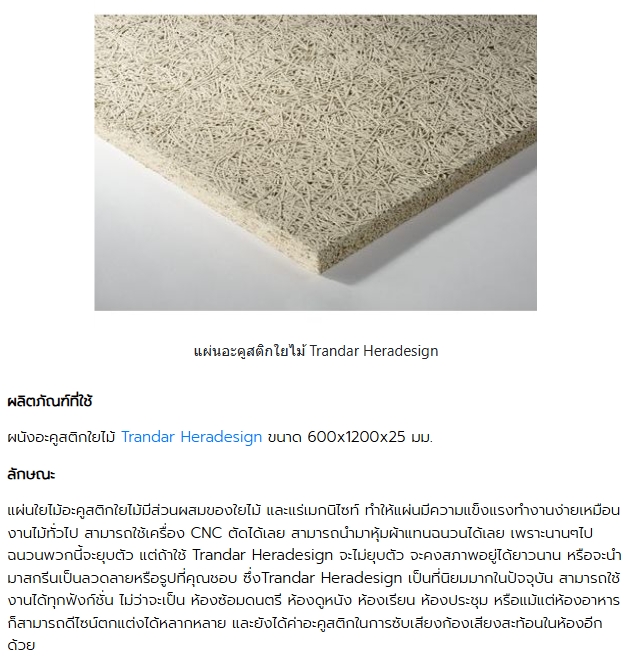 แผ่นอะคูสติกใยไม้ Trandar Heradesign
ผลิตภัณฑ์ที่ใช้
ผนังอะคูสติกใยไม้ Trandar Heradesign ขนาด 600x1200x25 มม.
ลักษณะ
แผ่นใยไม้อะคูสติกใยไม้มีส่วนผสมของใยไม้ และแร่เมกนิไซท์ ทำให้แผ่นมีความแข็งแรงทำงานง่ายเหมือน
งานไม้ทั่วไป สามารถใช้เครื่อง CNC ตัดได้เลย สามารถนำมาหุ้มผ้าแทนฉนวนได้เลย เพราะนานๆไป
ฉนวนพวกนี้จะยุบตัว แต่ถ้าใช้ Trandar Heradesign จะไม่ยุบตัว จะคงสภาพอยู่ได้ยาวนาน หรือจะนำ
มาสกรีนเป็นลวดลายหรือรูปที่คุณชอบ ซึ่งTrandar Heradesign เป็นที่นิยมมากในปัจจุบัน สามารถใช้
งานได้ทุกฟังก์ชั่น ไม่ว่าจะเป็น ห้องซ้อมดนตรี ห้องดูหนัง ห้องเรียน ห้องประชุม หรือแม้แต่ห้องอาหาร
ก็สามารถดีไซน์ตกแต่งได้หลากหลาย และยังได้ค่าอะคูสติกในการซับเสียงก้องเสียงสะท้อนในห้องอีก
ด้วย